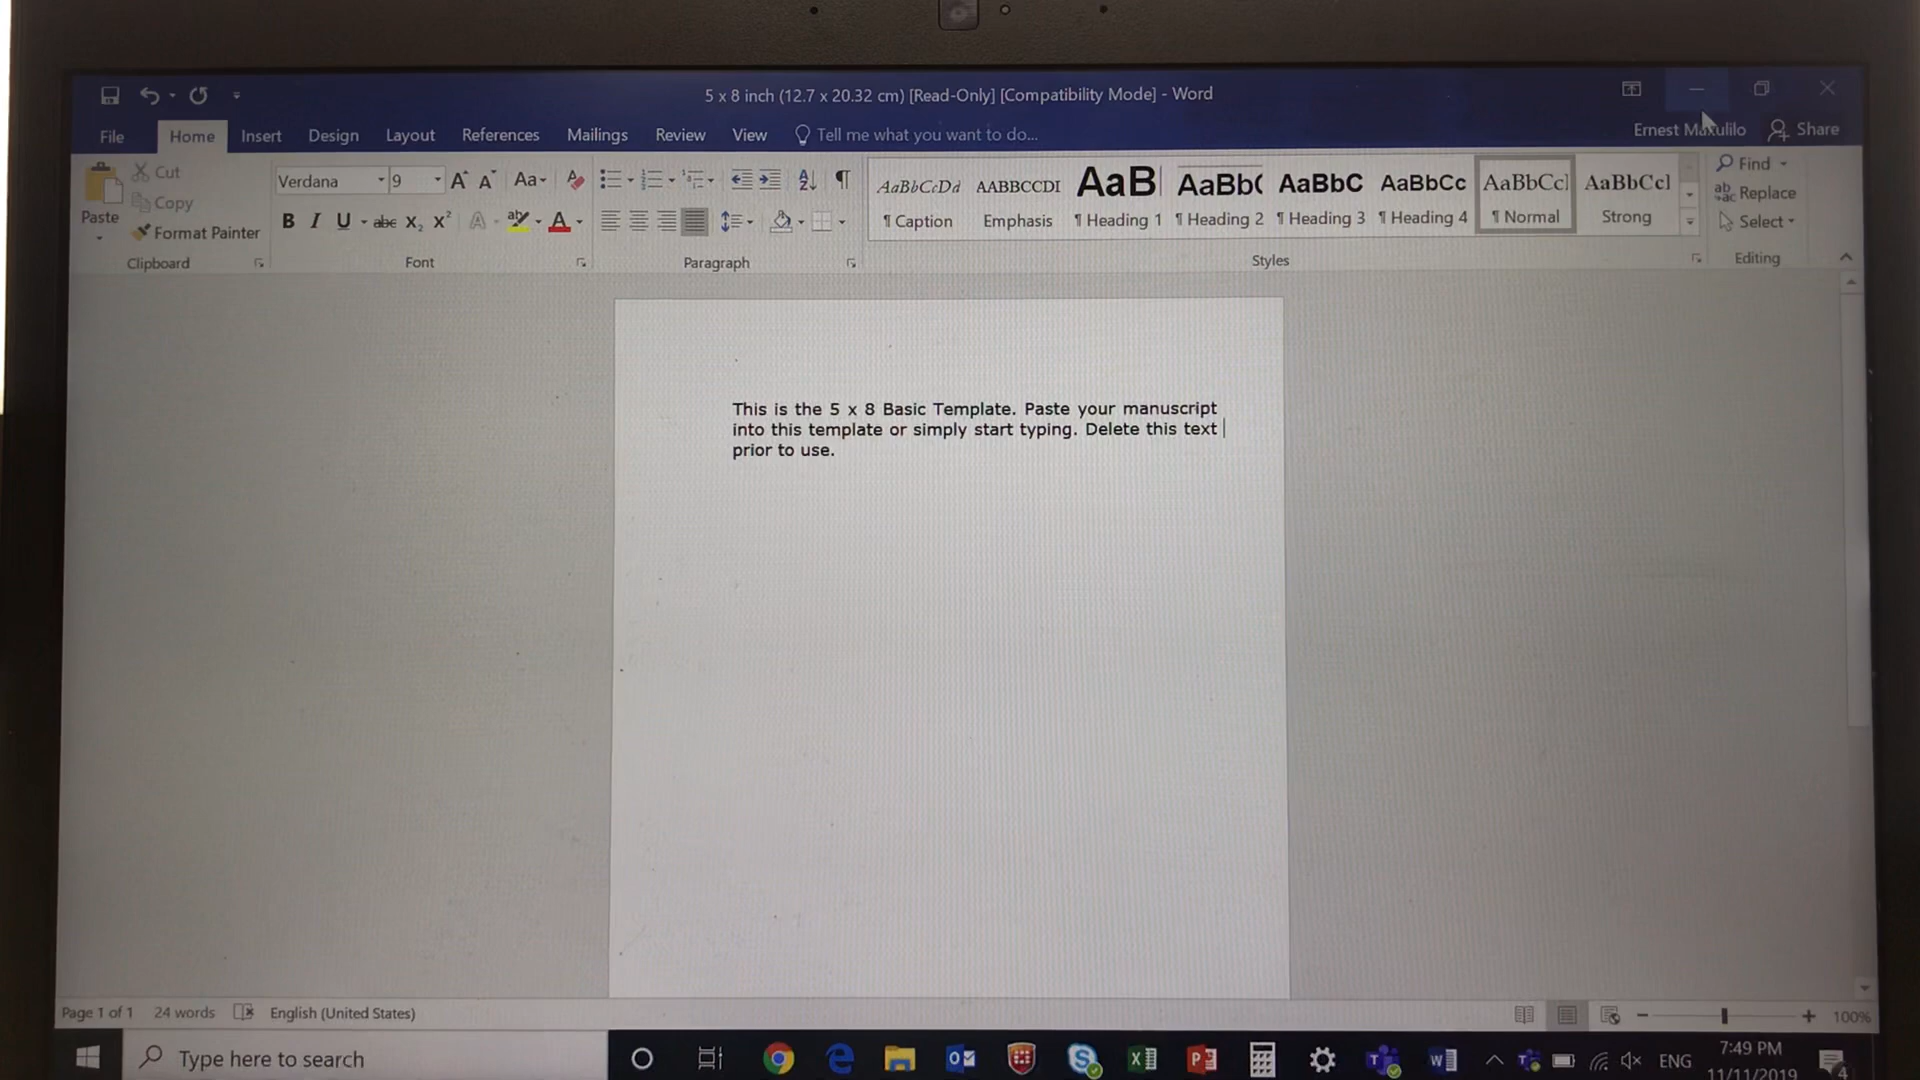 5 x 8 inch (12.7 x 20.32 cm) [Read-Only] [Compatibility Mode] - Word
File Home Insert Design Layout References Mailings Review View Tell me what you want to do... Ernest Maxulilo Share
Paste
Cut
Copy
Format Painter
Clipboard
Verdana 9
Font
Paragraph
AaBbCcDd AABBCCDI AaB AaBb( AaBbC AaBbCc AaBbCcl AaBbCcl
¶ Caption Emphasis ¶ Heading 1 ¶ Heading 2 ¶ Heading 3 ¶ Heading 4 ¶ Normal Strong
Styles
Find
Replace
Select
Editing
This is the 5 x 8 Basic Template. Paste your manuscript
into this template or simply start typing. Delete this text
prior to use.
Page 1 of 1 24 words English (United States) 100%
Type here to search
ENG
7:49 PM
11/11/2019
4